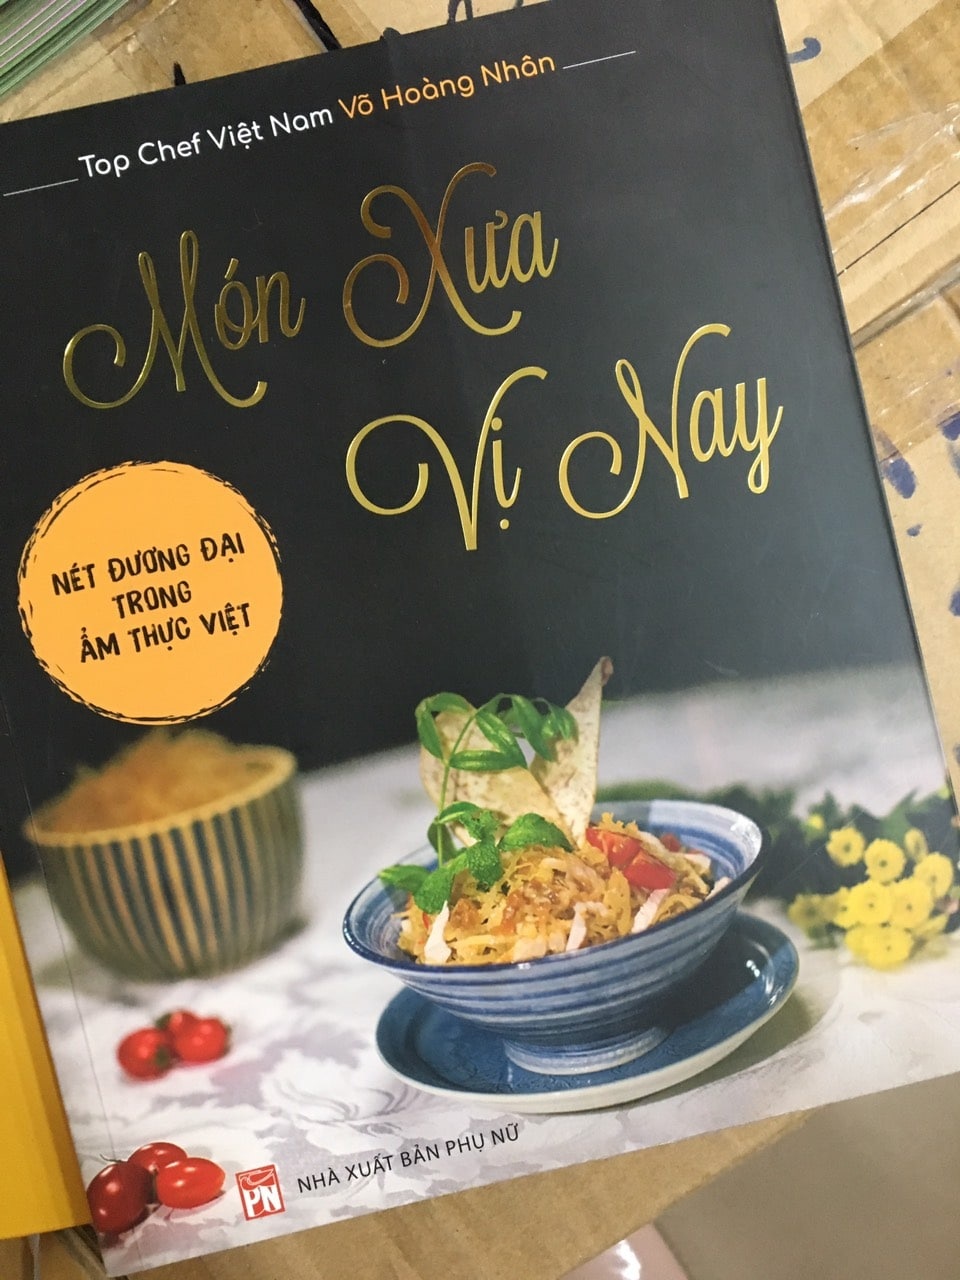 Top Chef Việt Nam Võ Hoàng Nhân
Món Xưa
Vị Nay
NÉT ĐƯƠNG ĐẠI
TRONG
ẨM THỰC VIỆT
PN
NHÀ XUẤT BẢN PHỤ NỮ